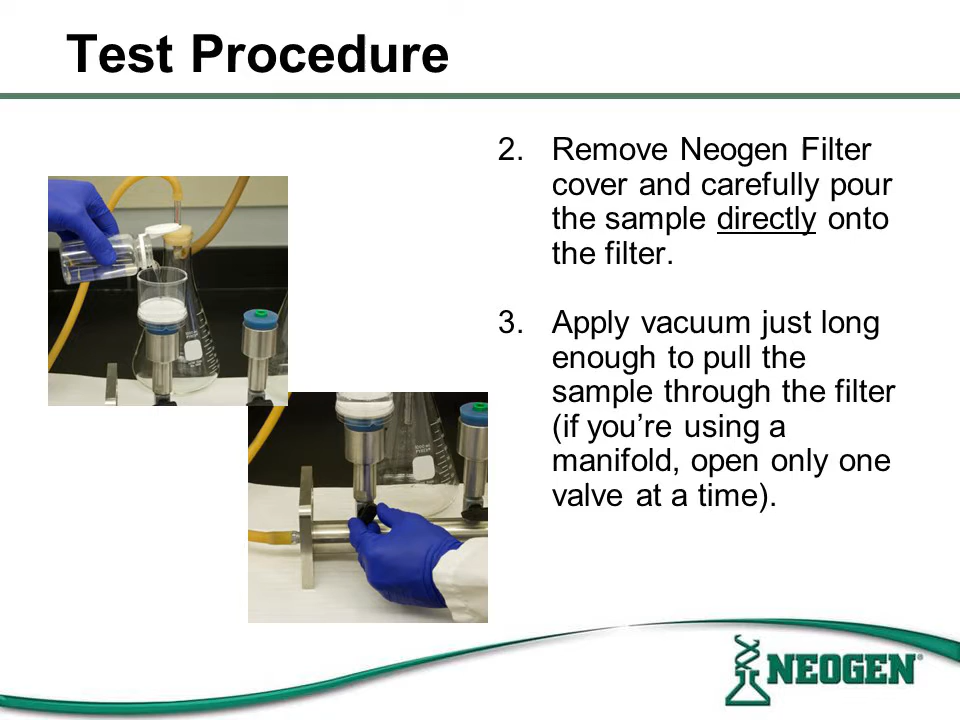 Test Procedure
2. Remove Neogen Filter
cover and carefully pour
the sample directly onto
the filter.
3. Apply vacuum just long
enough to pull the
sample through the filter
(if you’re using a
manifold, open only one
valve at a time).
NEOGEN®